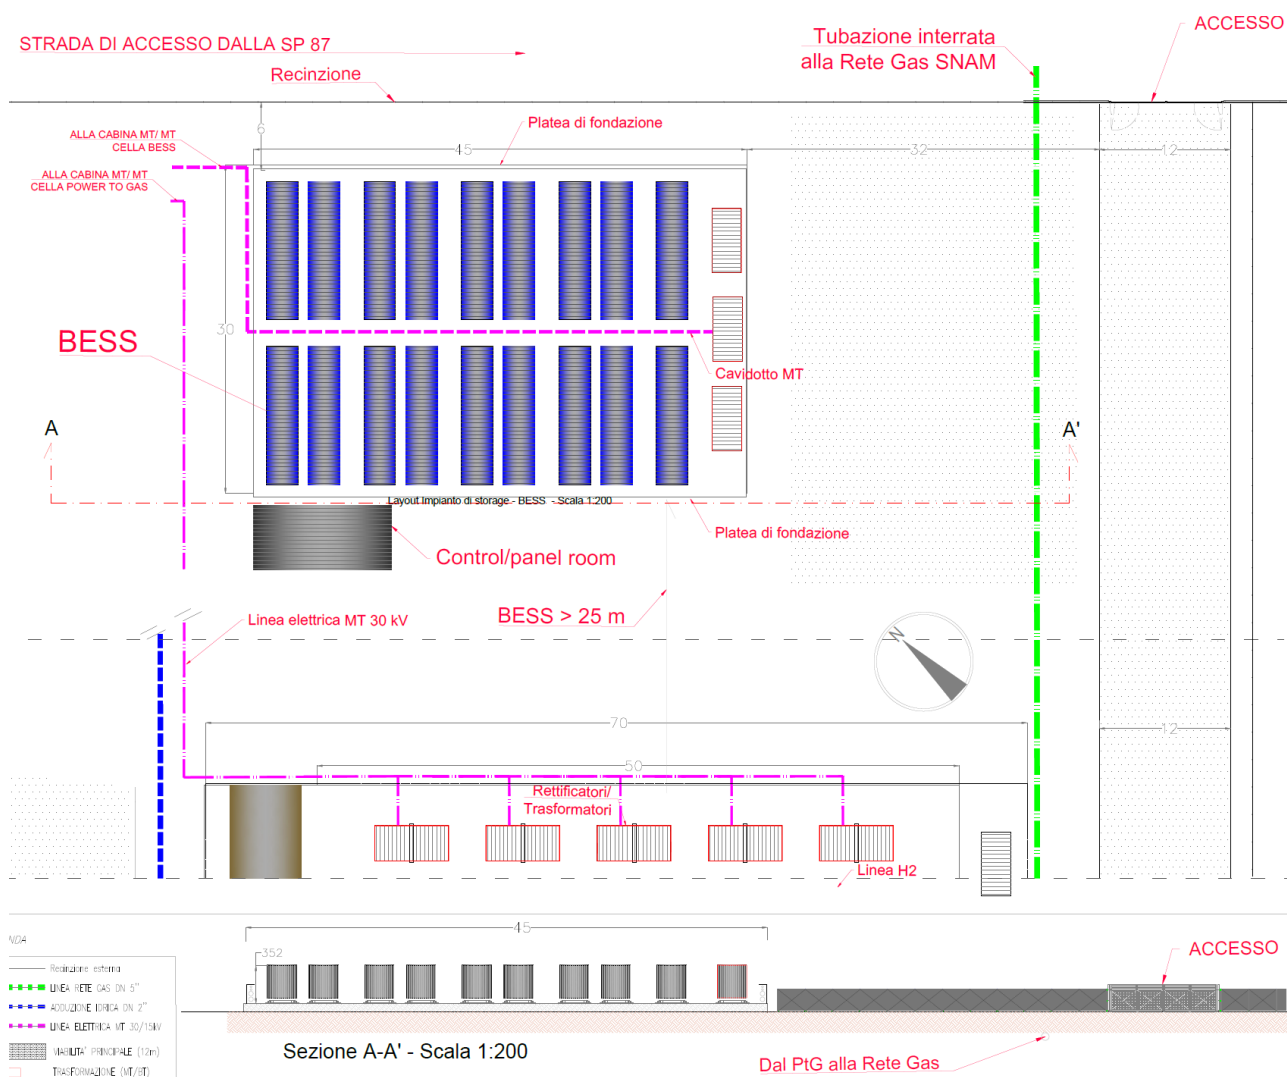 STRADA DI ACCESSO DALLA SP 87
Recinzione
Tubazione interrata
alla Rete Gas SNAM
ACCESSO
ALLA CABINA MT/ MT
CELLA BESS
ALLA CABINA MT/ MT
CELLA POWER TO GAS
6
Platea di fondazione
45
32
12
BESS
30
Cavidotto MT
A
A'
Layout Impianto di storage - BESS - Scala 1:200
Platea di fondazione
Control/panel room
BESS > 25 m
Linea elettrica MT 30 kV
N
70
12
50
Rettificatori/
Trasformatori
Linea H2
45
352
ACCESSO
NDA
Recinzione esterna
LINEA RETE GAS DN 5"
ADDUZIONE IDRICA DN 2"
LINEA ELETTRICA MT 30/15kV
VIABILITA' PRINCIPALE (12m)
TRASFORMAZIONE (MT/BT)
Sezione A-A' - Scala 1:200
Dal PtG alla Rete Gas